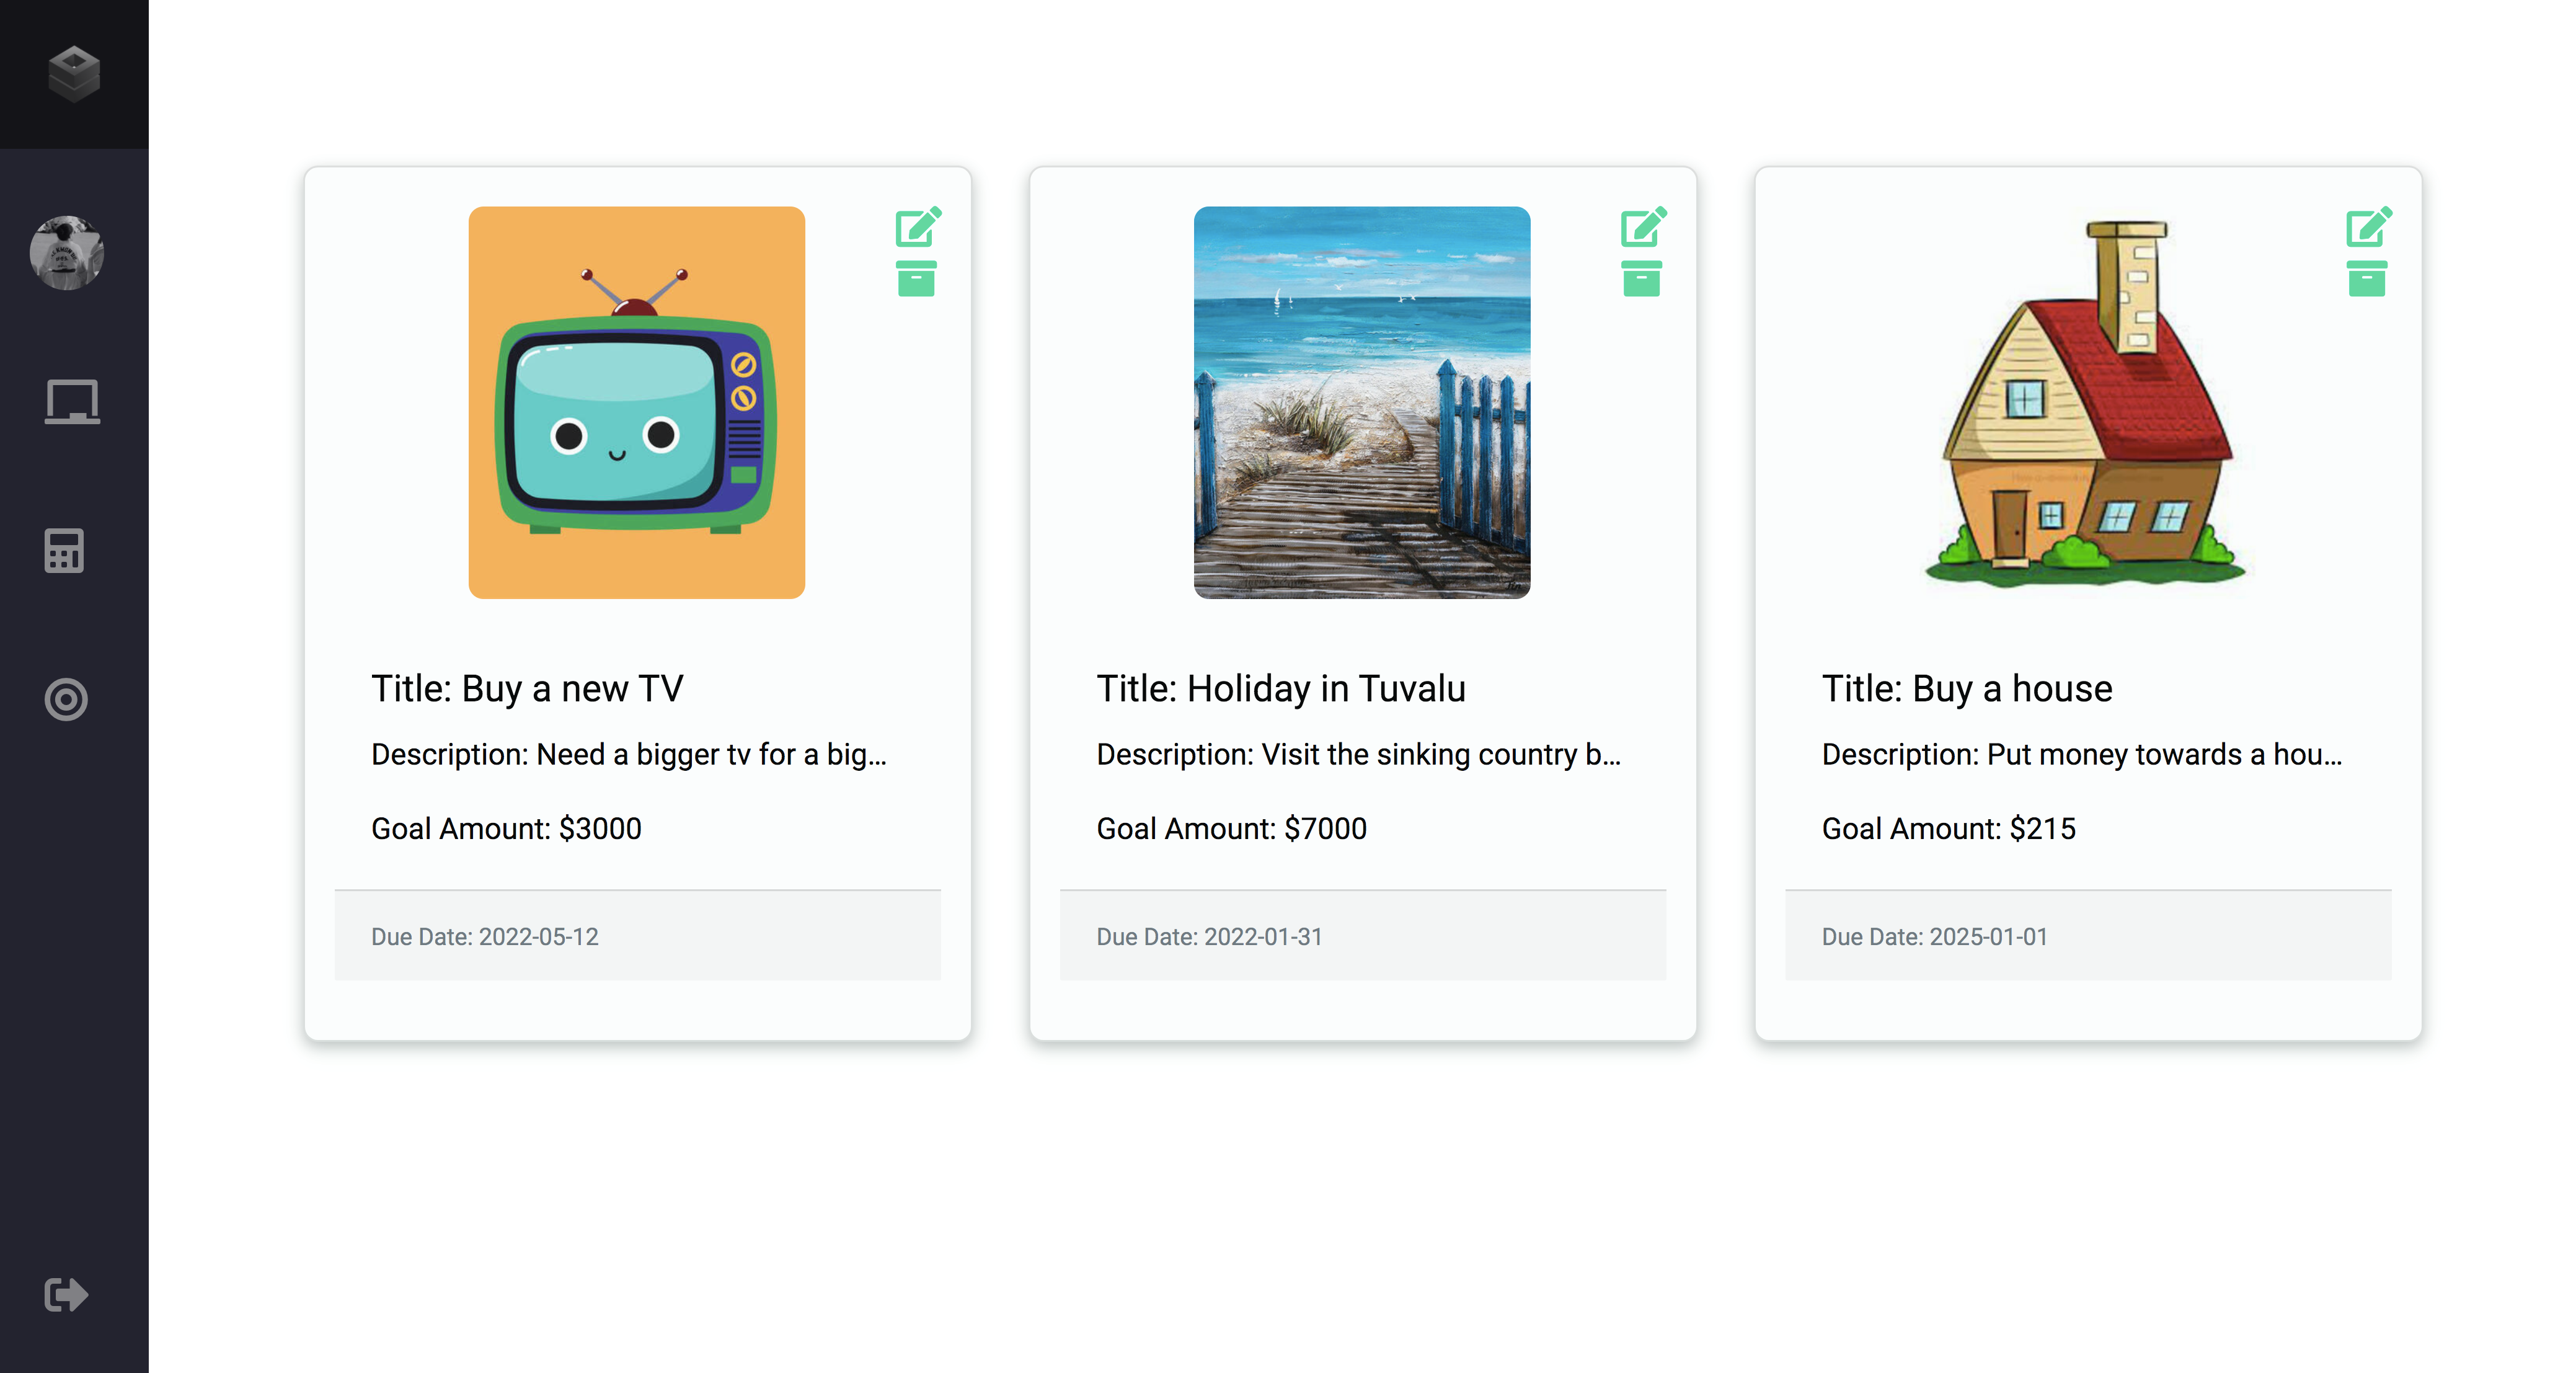 Title: Buy a new TV
Description: Need a bigger tv for a big...
Goal Amount: $3000
Due Date: 2022-05-12
Title: Holiday in Tuvalu
Description: Visit the sinking country b...
Goal Amount: $7000
Due Date: 2022-01-31
Title: Buy a house
Description: Put money towards a hou...
Goal Amount: $215
Due Date: 2025-01-01